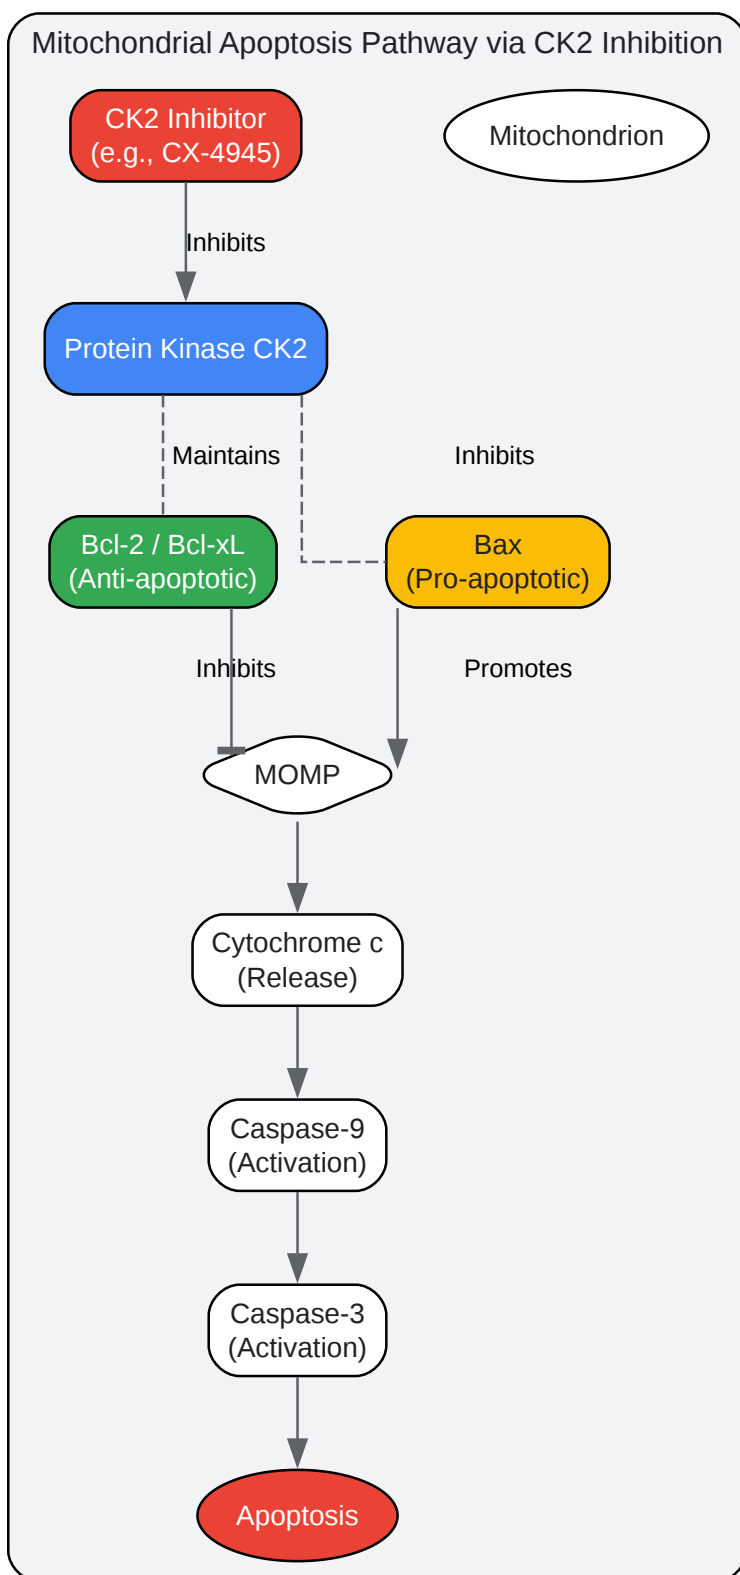 Mitochondrial Apoptosis Pathway via CK2 Inhibition
CK2 Inhibitor
(e.g., CX-4945)
Mitochondrion
Inhibits
Protein Kinase CK2
Maintains
Inhibits
Bcl-2 / Bcl-xL
(Anti-apoptotic)
Bax
(Pro-apoptotic)
Inhibits
Promotes
MOMP
Cytochrome c
(Release)
Caspase-9
(Activation)
Caspase-3
(Activation)
Apoptosis